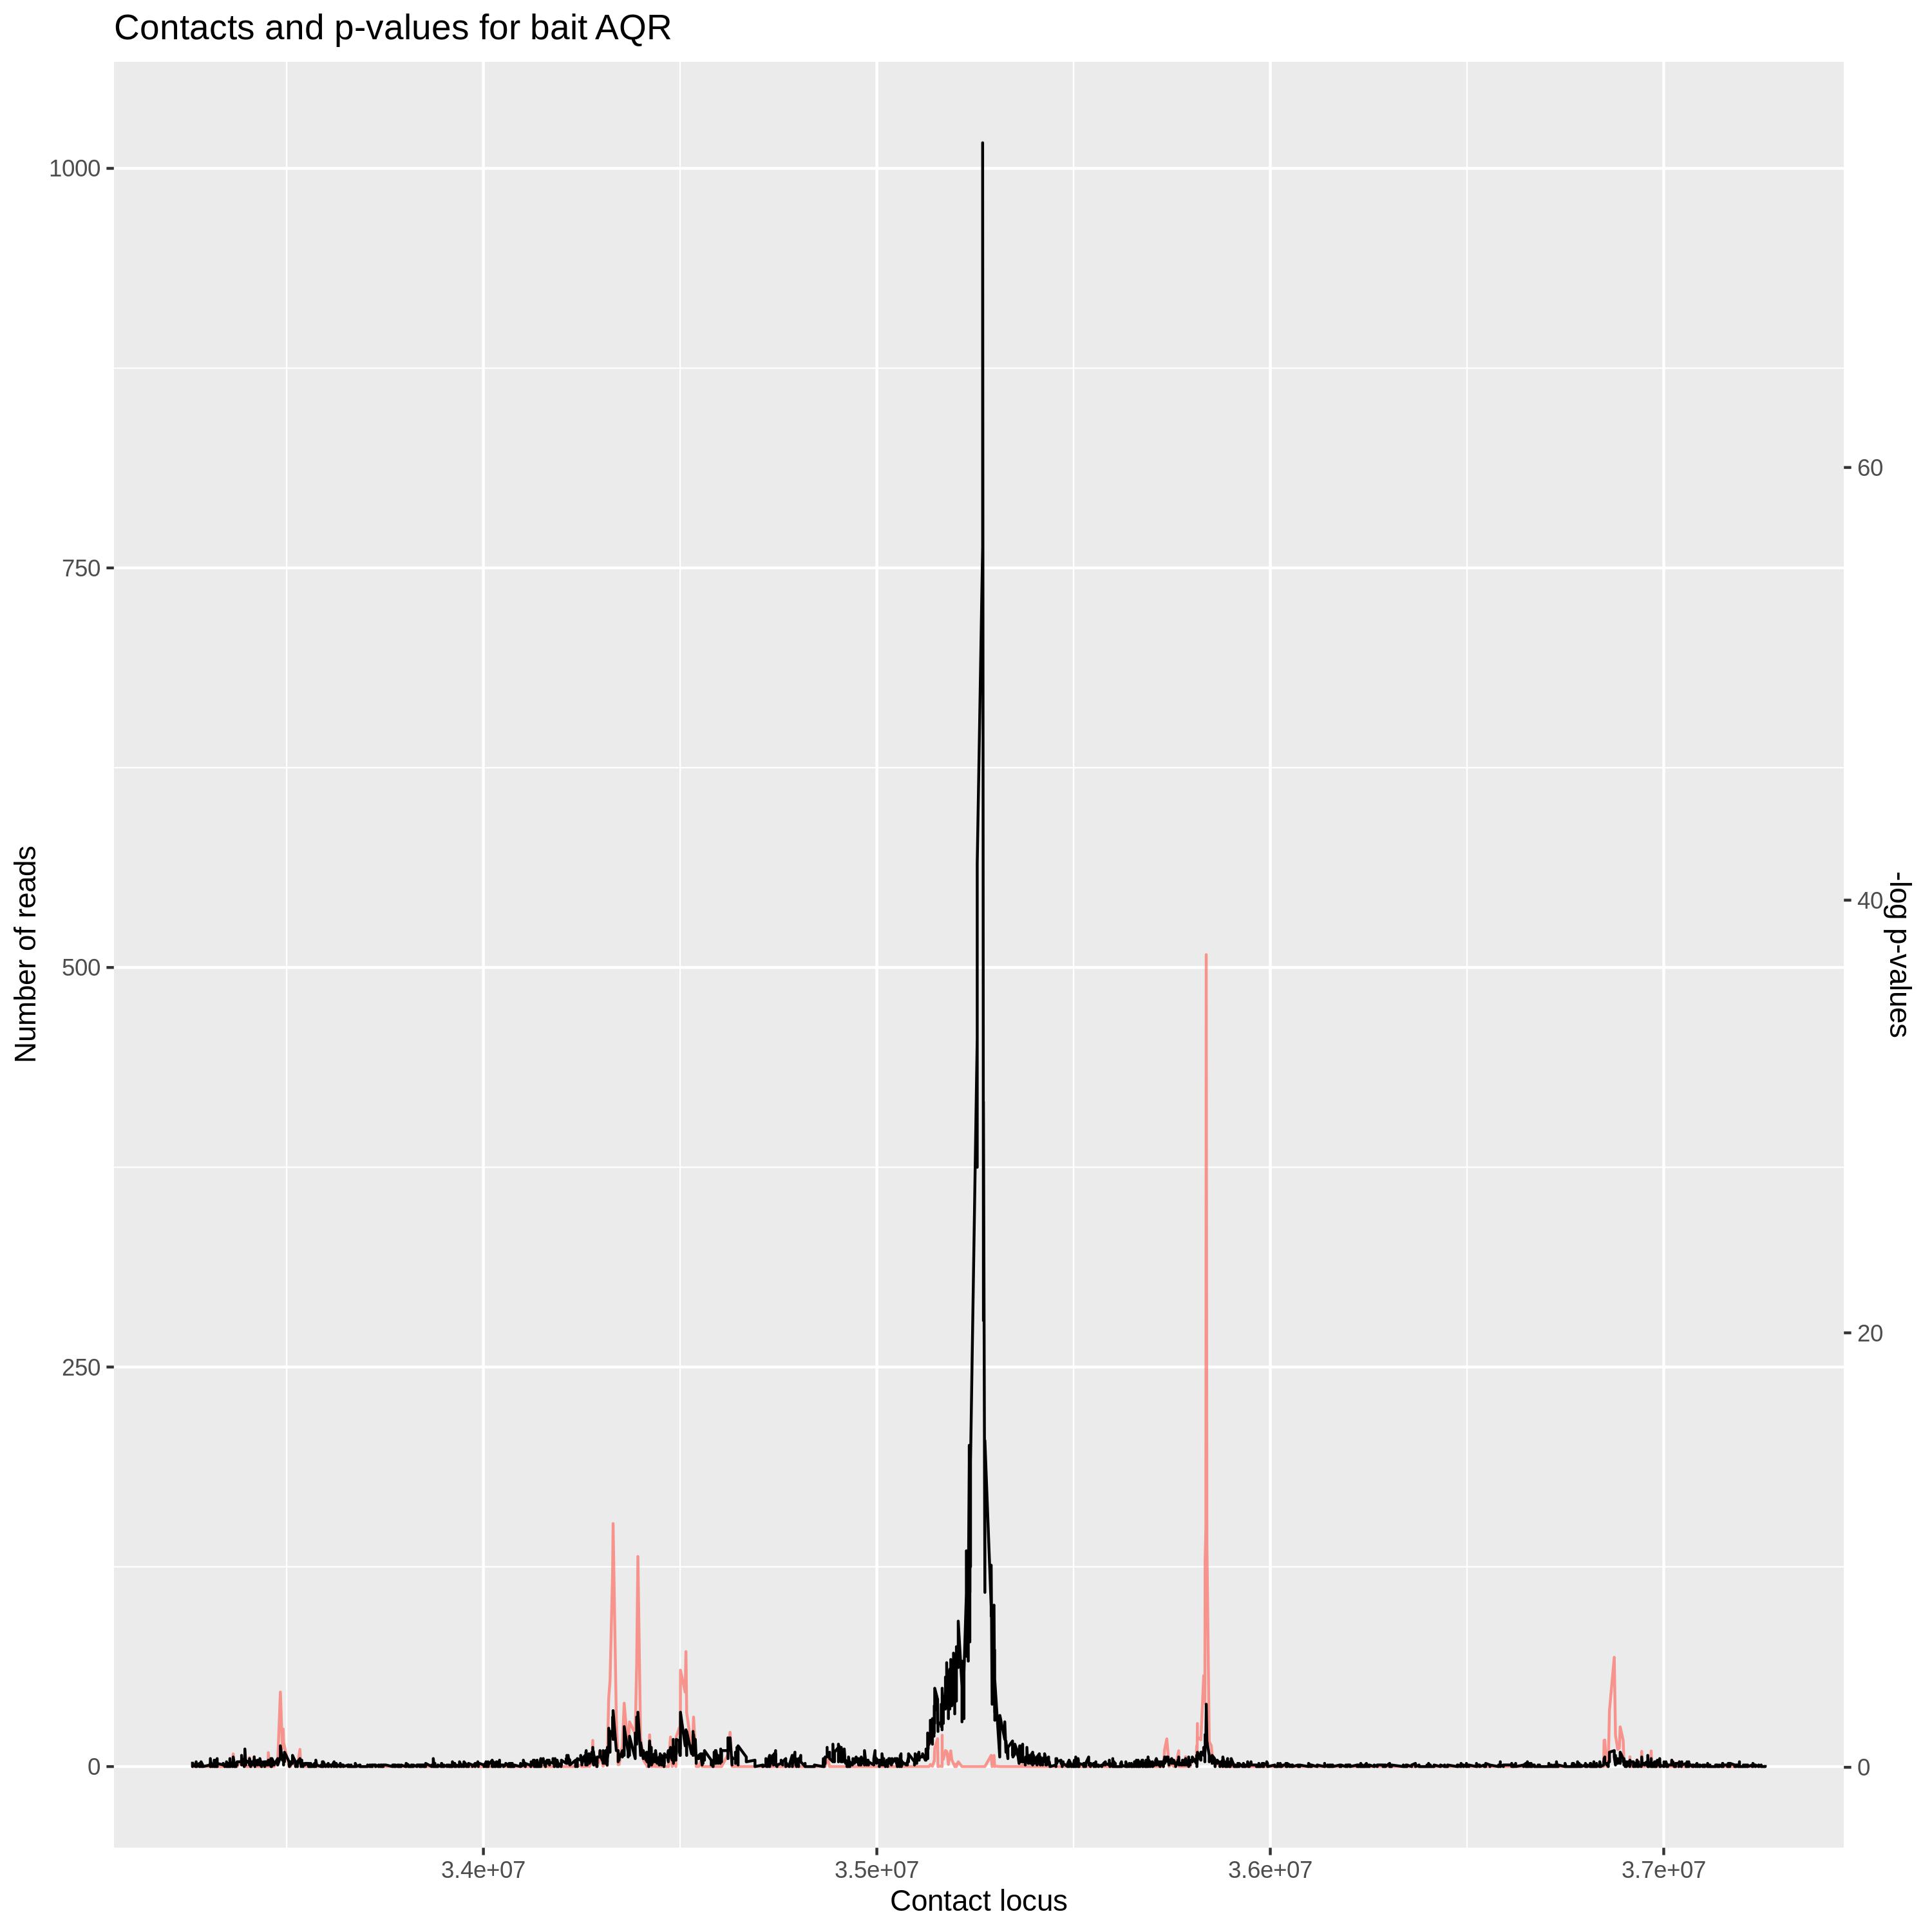 Contacts and p-values for bait AQR
1000
750
500
250
0
Number of reads
60
40
20
0
-log p-values
3.4e+07
3.5e+07
3.6e+07
3.7e+07
Contact locus